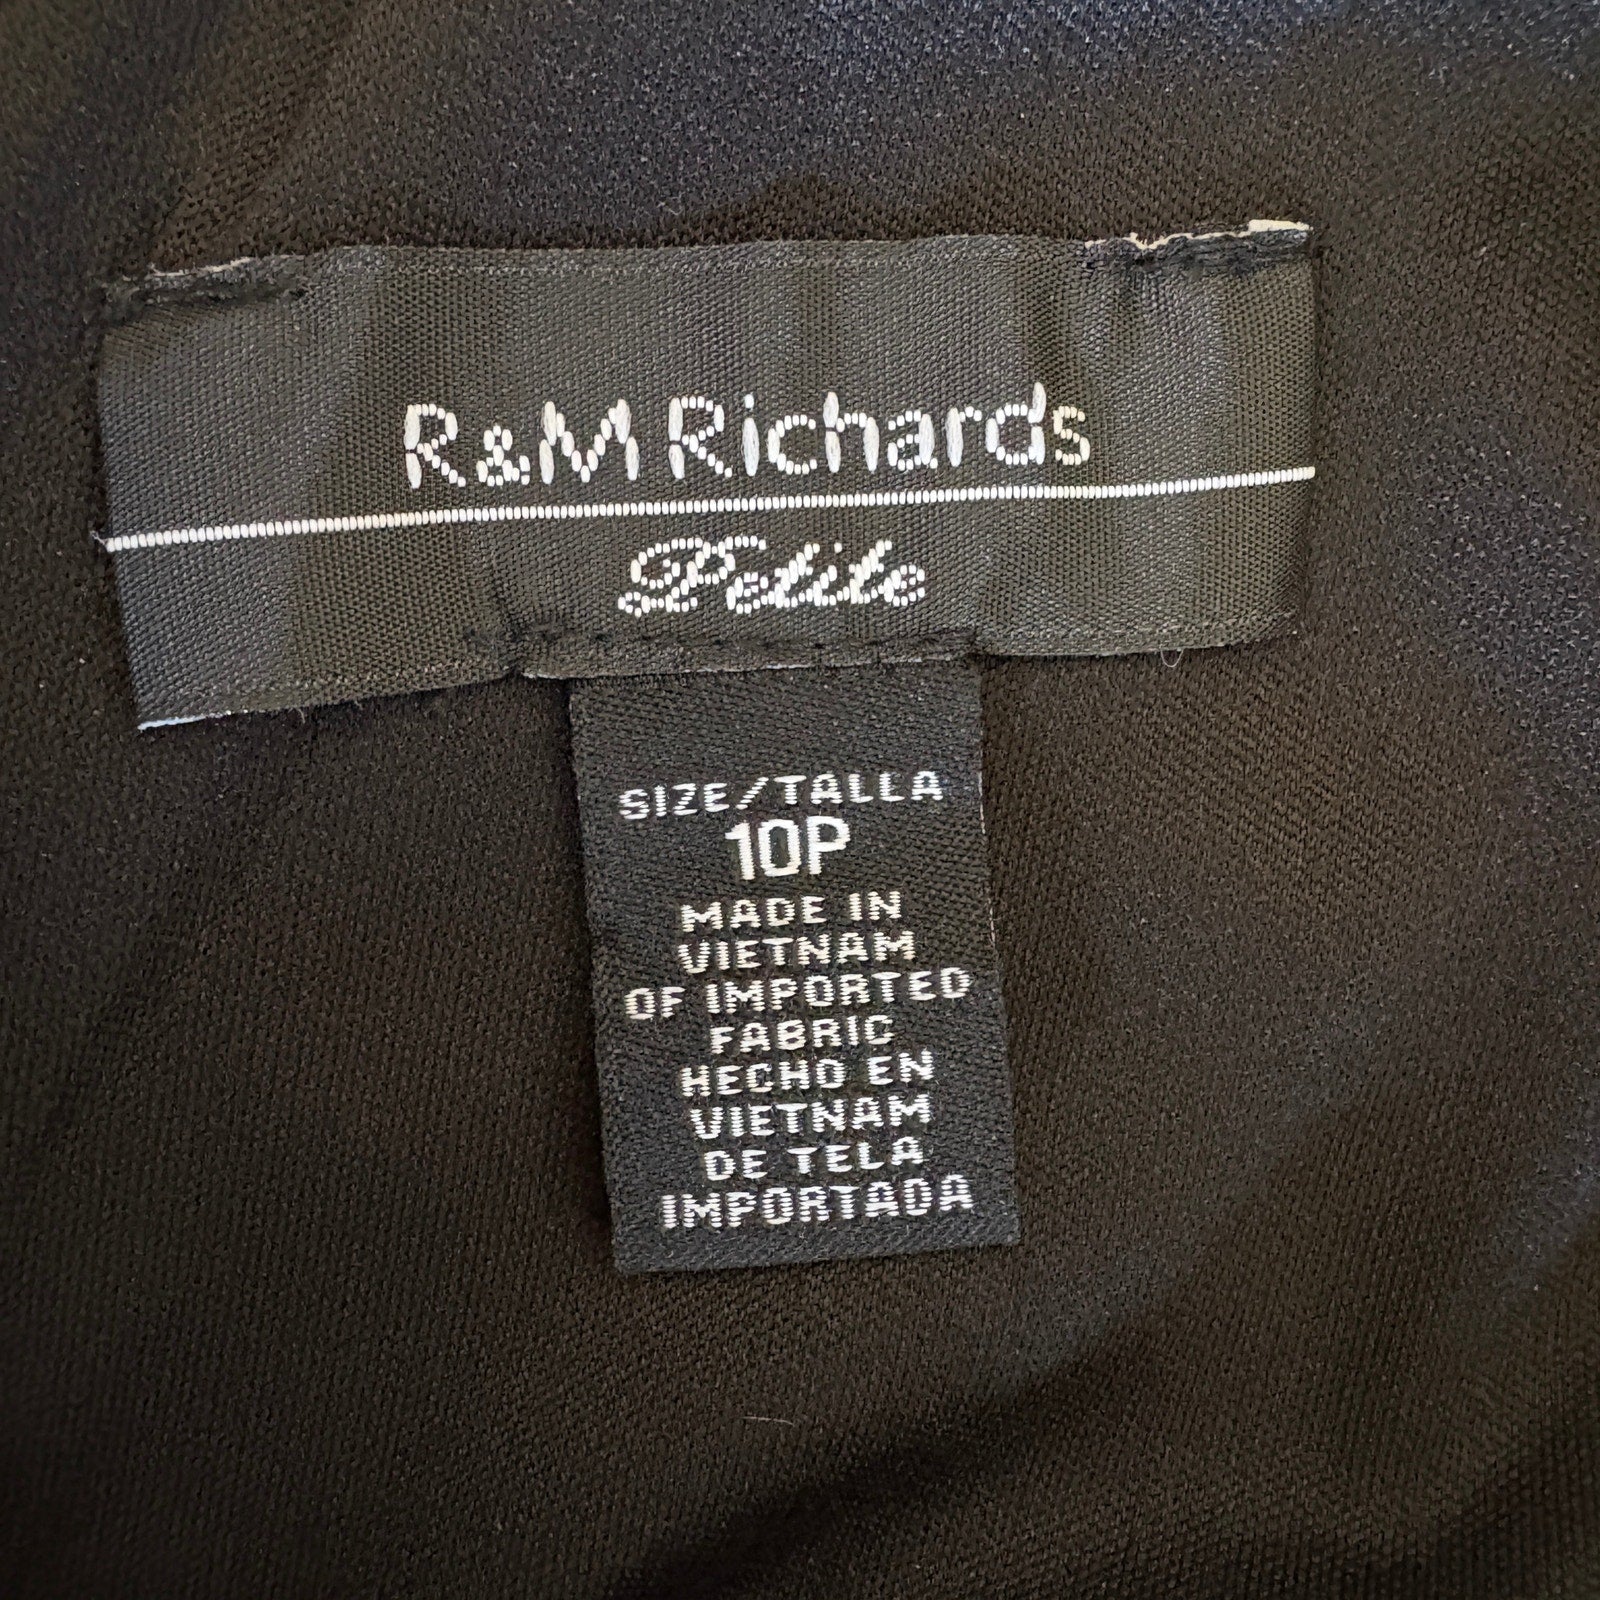 R&M Richards
Petite
SIZE/TALLA
10P
MADE IN
VIETNAM
OF IMPORTED
FABRIC
HECHO EN
VIETNAM
DE TELA
IMPORTADA